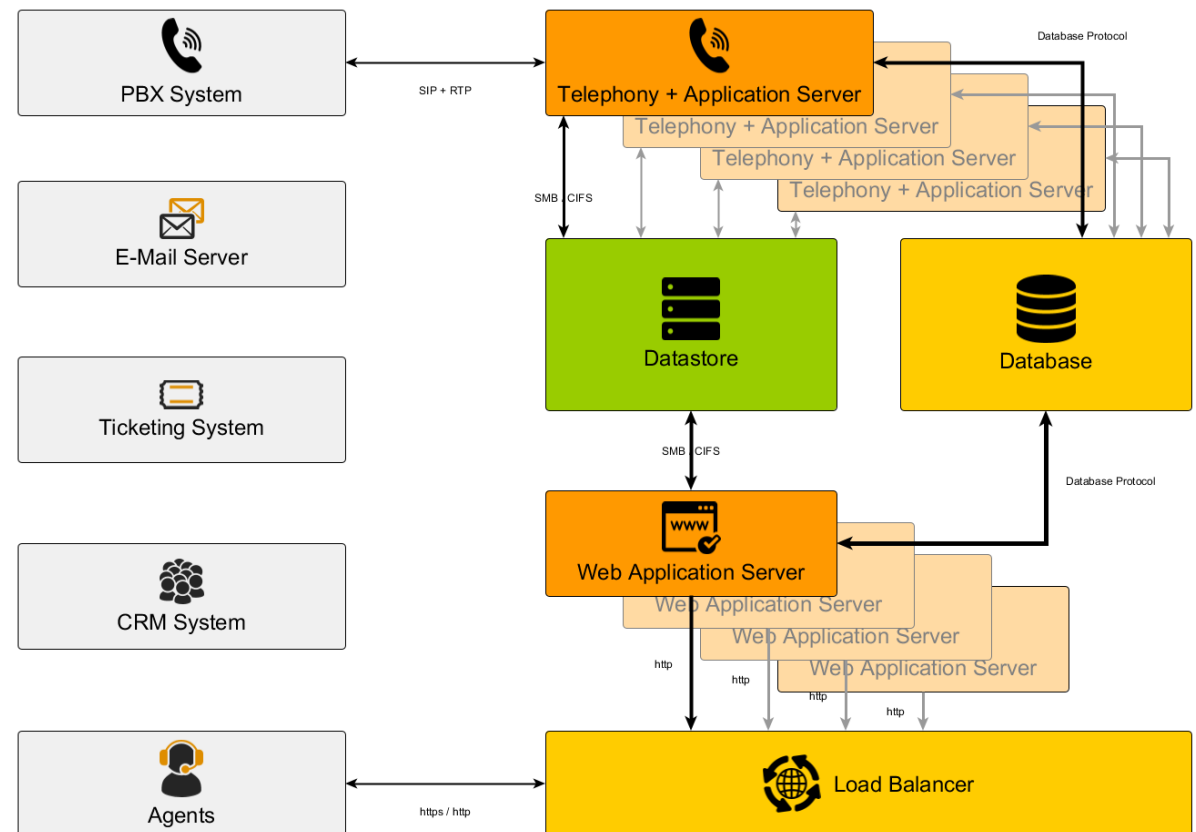 PBX System
SIP + RTP
Telephony + Application Server
Database Protocol
Telephony + Application Server
Telephony + Application Server
Telephony + Application Server
SMB / CIFS
E-Mail Server
Datastore
Database
Ticketing System
SMB / CIFS
Database Protocol
www
Web Application Server
Web Application Server
Web Application Server
Web Application Server
CRM System
http
http
http
http
Agents
https / http
Load Balancer